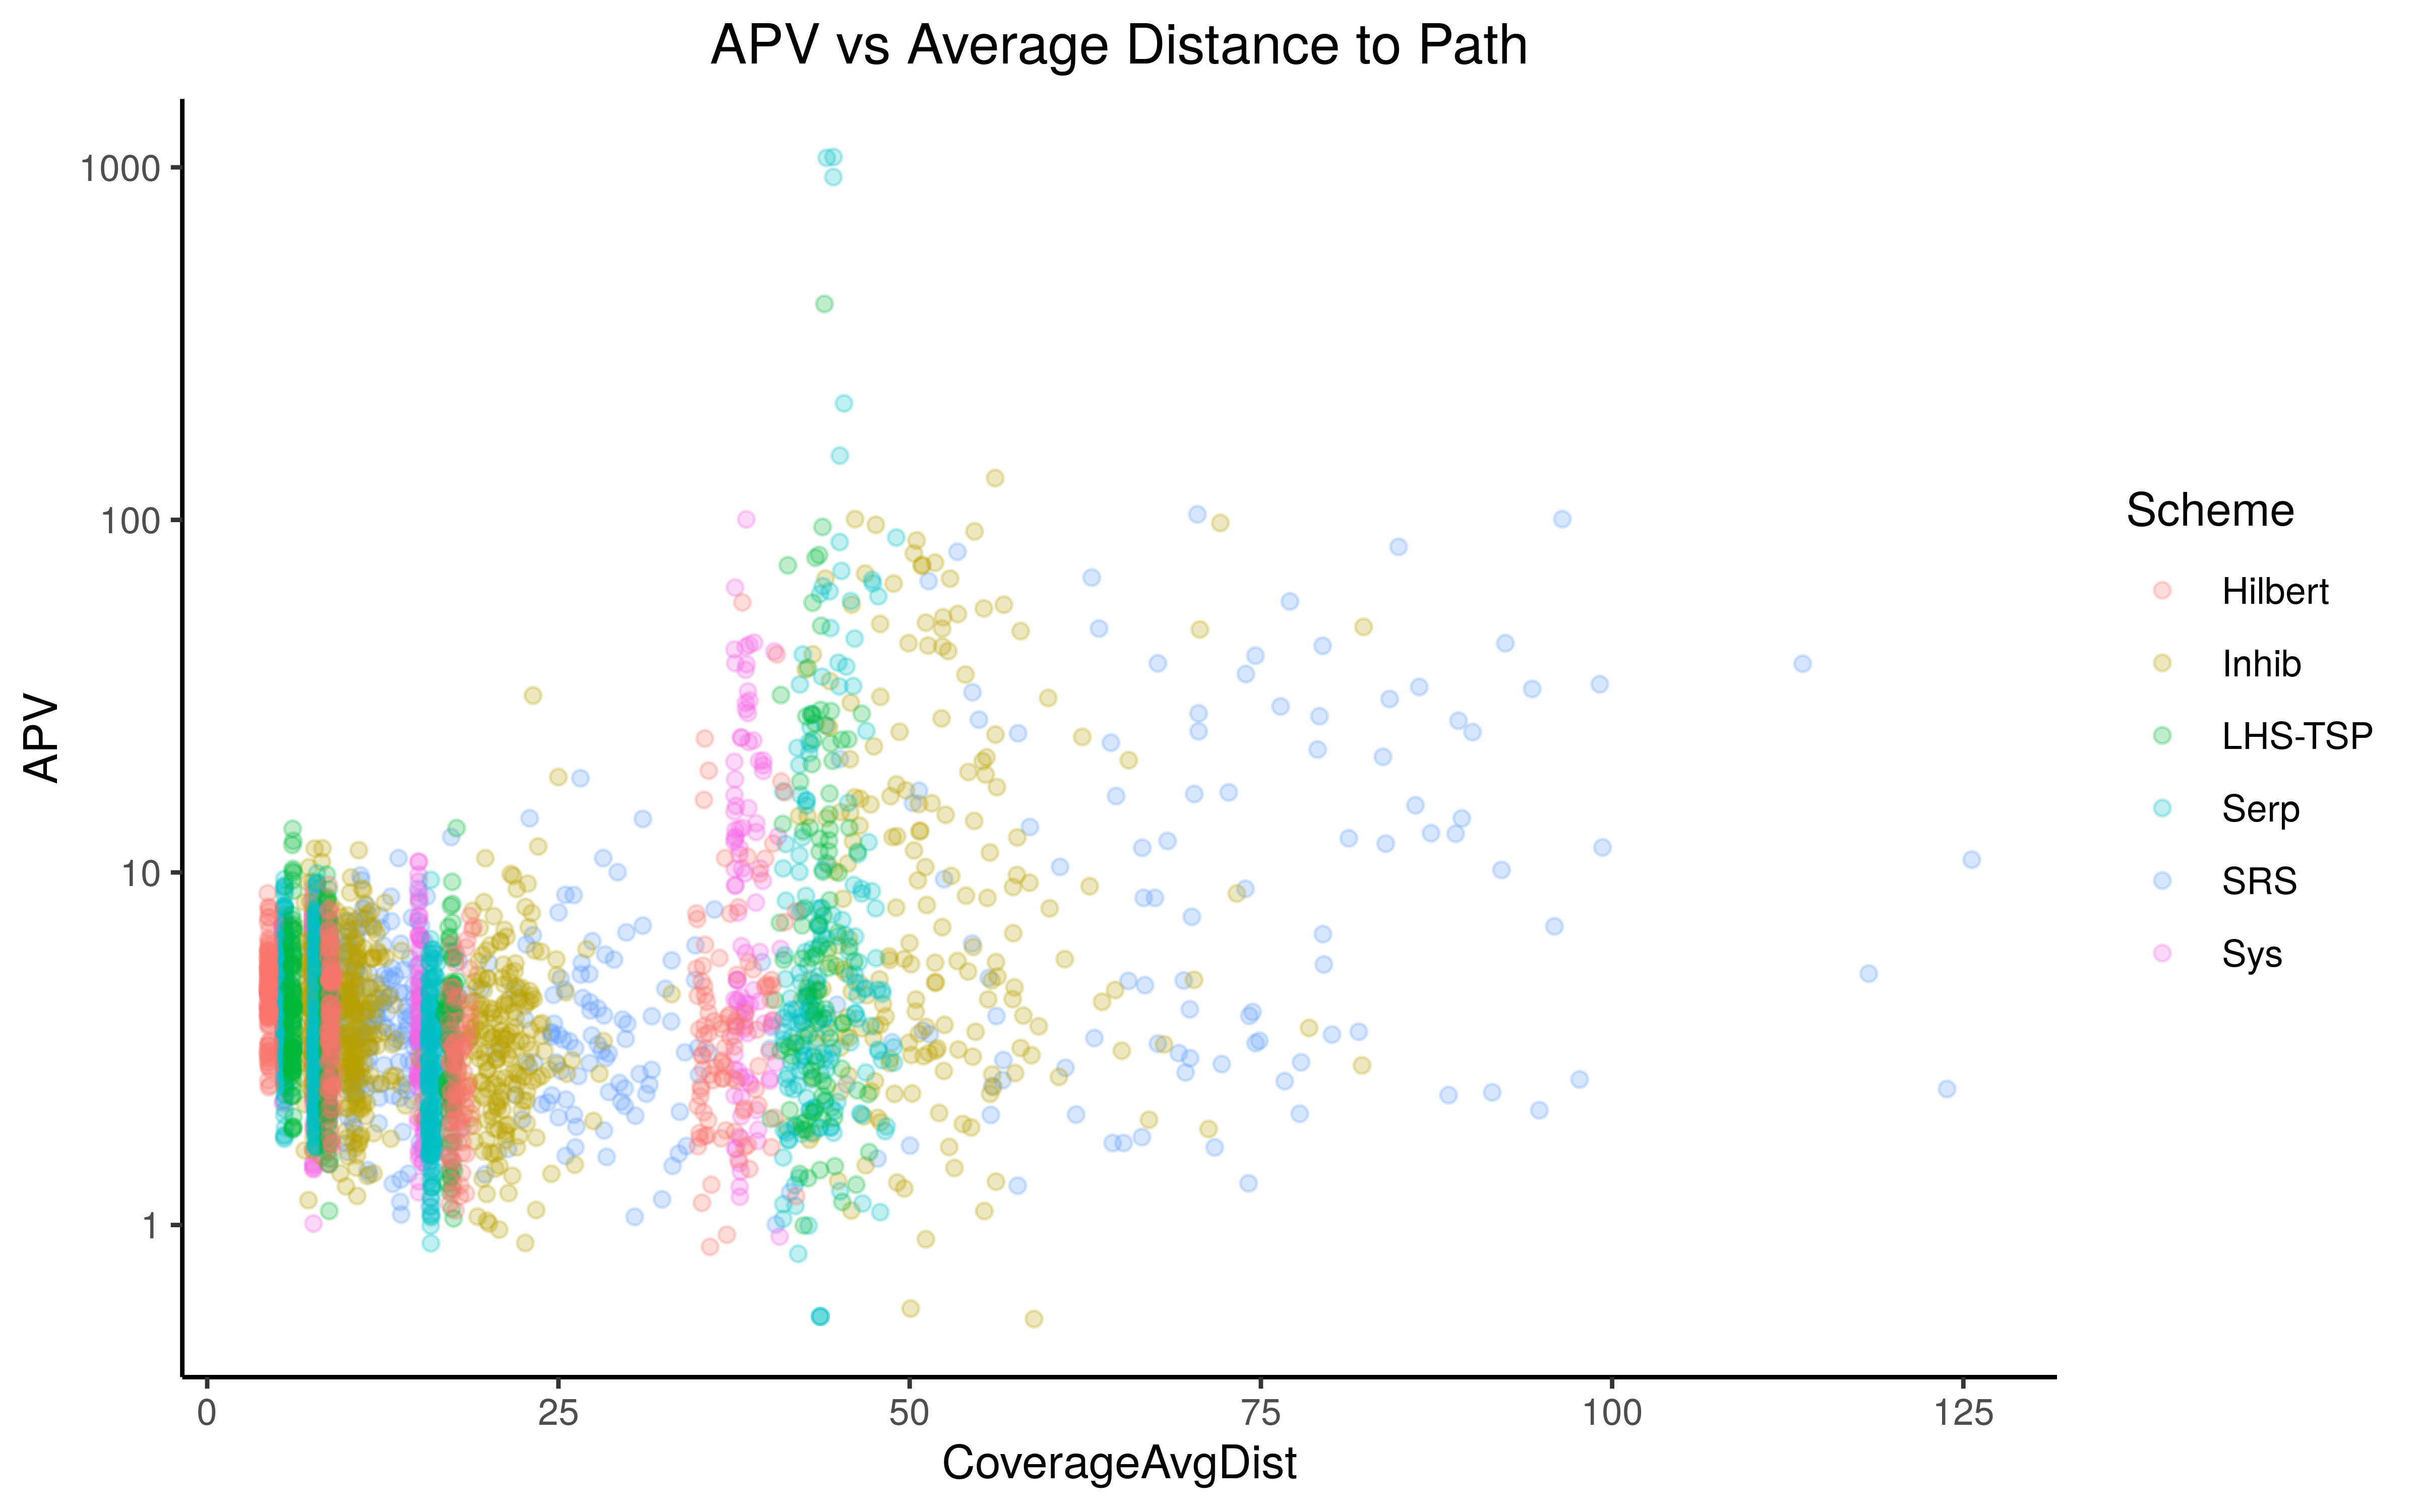 APV vs Average Distance to Path
APV
1000
100
10
1
0 25 50 75 100 125
CoverageAvgDist
Scheme
Hilbert
Inhib
LHS-TSP
Serp
SRS
Sys